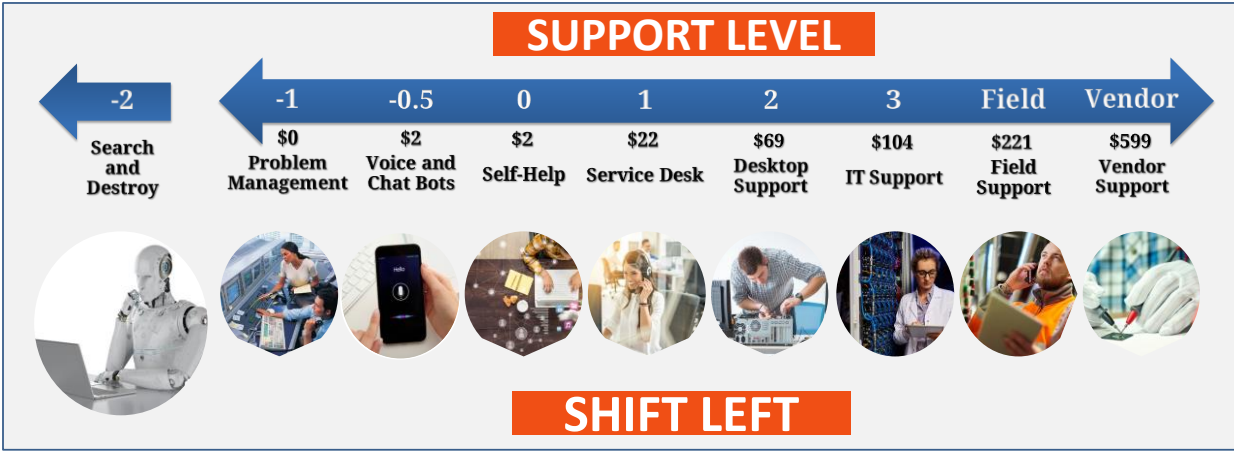 SUPPORT LEVEL
-2
-1
-0.5
0
1
2
3
Field
Vendor
Search
and
Destroy
$0
Problem
Management
$2
Voice and
Chat Bots
$2
Self-Help
$22
Service Desk
$69
Desktop
Support
$104
IT Support
$221
Field
Support
$599
Vendor
Support
Hello
SHIFT LEFT